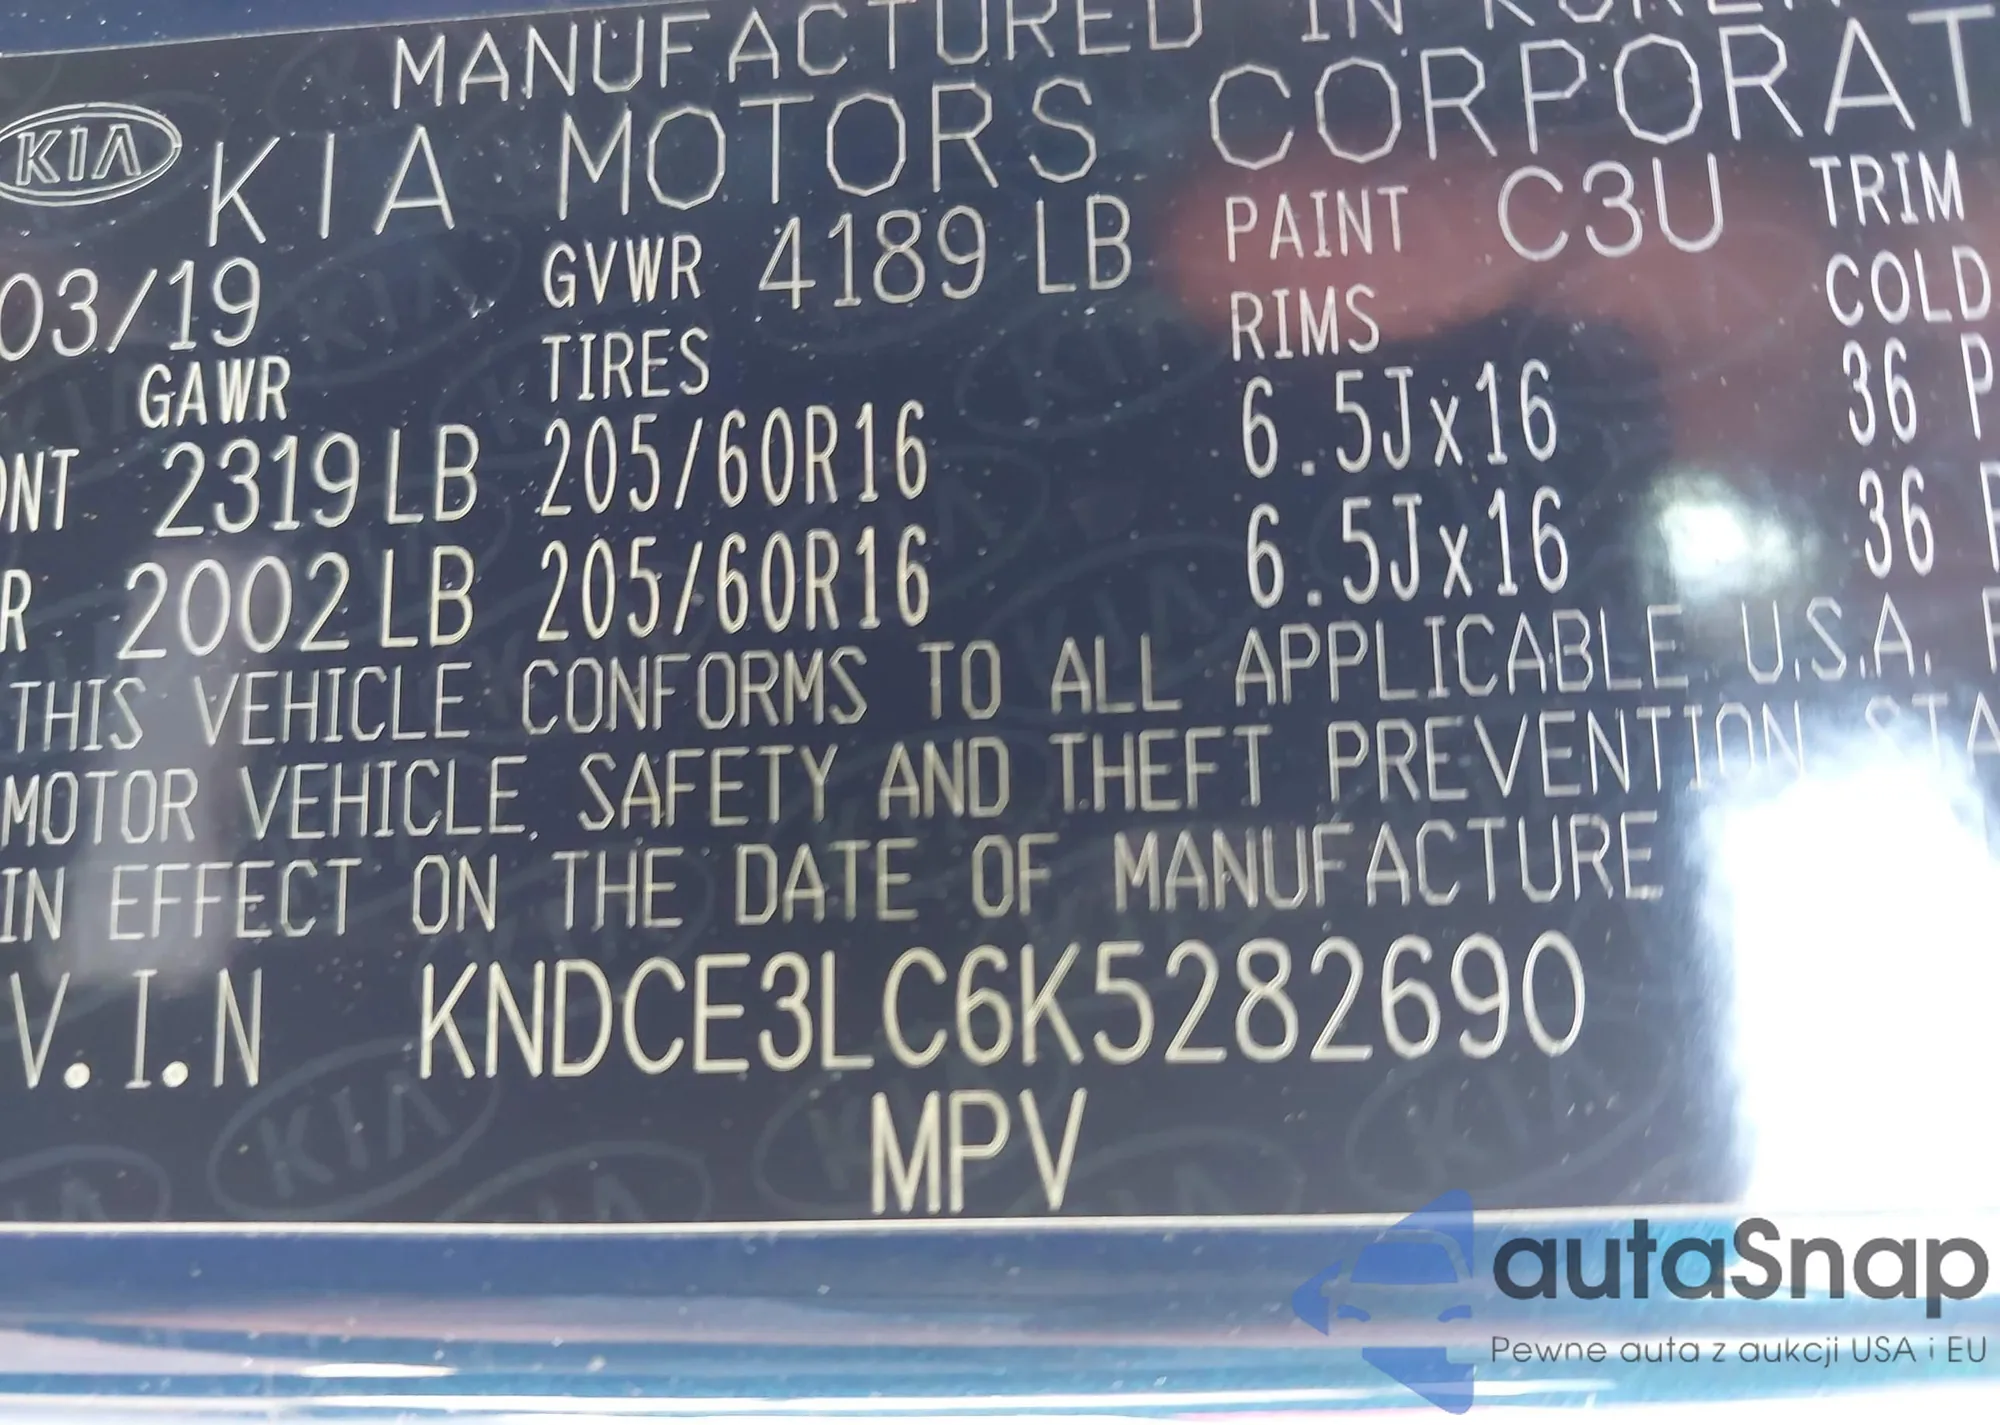 MANUFACTURED IN KOREA
KIA KIA MOTORS CORPORAT
03/19 GVWR 4189 LB PAINT C3U TRIM
GAWR TIRES RIMS COLD
ONT 2319 LB 205/60R16 6.5Jx16 36 P
R 2002 LB 205/60R16 6.5Jx16 36 P
THIS VEHICLE CONFORMS TO ALL APPLICABLE U.S.A. F
MOTOR VEHICLE SAFETY AND THEFT PREVENTION STA
IN EFFECT ON THE DATE OF MANUFACTURE
V.I.N KNDCE3LC6K5282690
MPV
autaSnap
Pewne auta z aukcji USA i EU